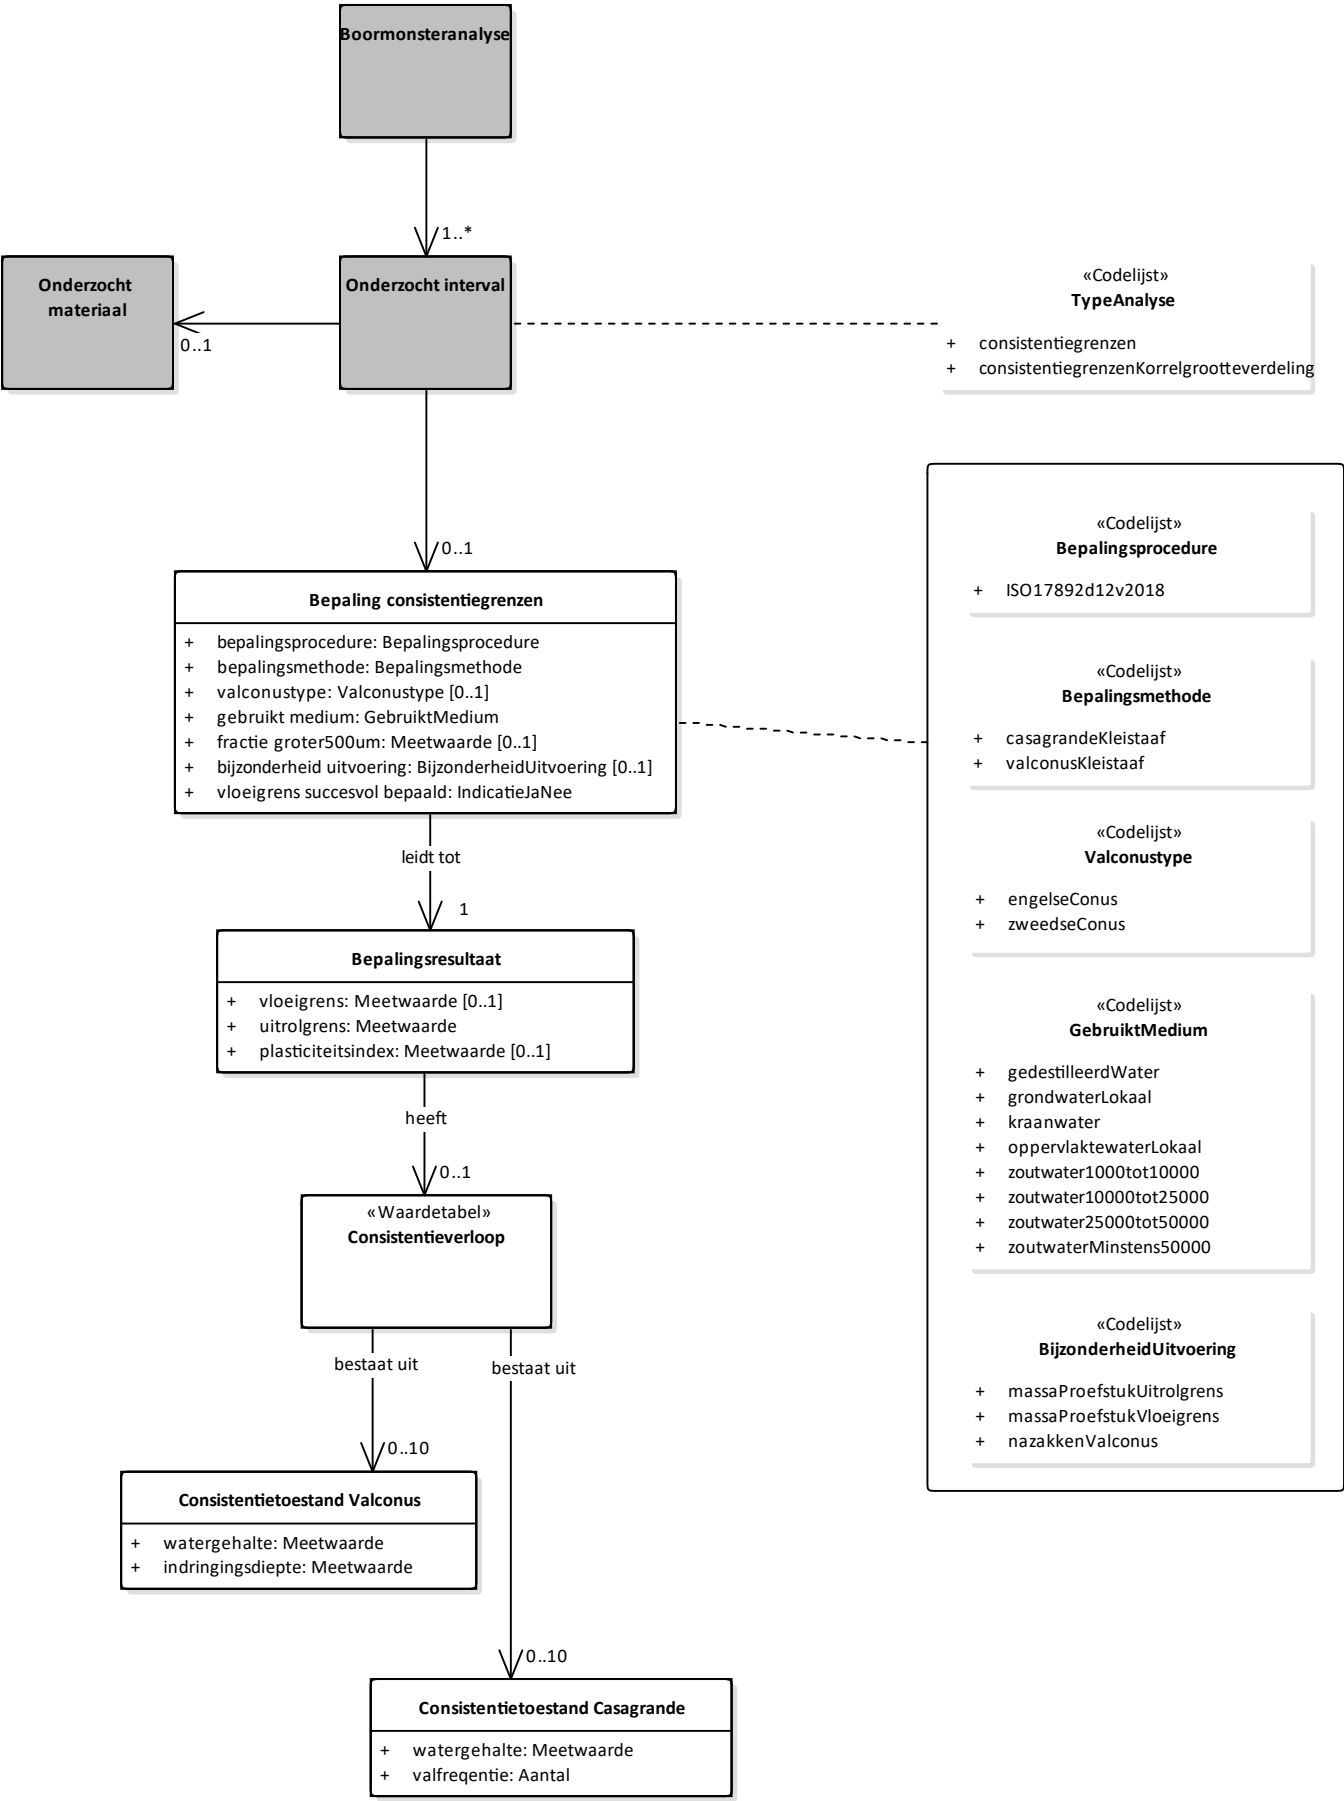 Boormonsteranalyse
1..*
Onderzocht
materiaal
0..1
Onderzocht interval
«Codelijst»
TypeAnalyse
+ consistentiegrenzen
+ consistentiegrenzenKorrelgrootteverdeling
0..1
Bepaling consistentiegrenzen
+ bepalingsprocedure: Bepalingsprocedure
+ bepalingsmethode: Bepalingsmethode
+ valconustype: Valconustype [0..1]
+ gebruikt medium: GebruiktMedium
+ fractie groter500um: Meetwaarde [0..1]
+ bijzonderheid uitvoering: BijzonderheidUitvoering [0..1]
+ vloeigrens succesvol bepaald: IndicatieJaNee
leidt tot
1
Bepalingsresultaat
+ vloeigrens: Meetwaarde [0..1]
+ uitrolgrens: Meetwaarde
+ plasticiteitsindex: Meetwaarde [0..1]
heeft
0..1
«Waardetabel»
Consistentieverloop
bestaat uit
bestaat uit
0..10
Consistentietoestand Valconus
+ watergehalte: Meetwaarde
+ indringingsdiepte: Meetwaarde
0..10
Consistentietoestand Casagrande
+ watergehalte: Meetwaarde
+ valfreqentie: Aantal
«Codelijst»
Bepalingsprocedure
+ ISO17892d12v2018
«Codelijst»
Bepalingsmethode
+ casagrandeKleistaaf
+ valconusKleistaaf
«Codelijst»
Valconustype
+ engelseConus
+ zweedseConus
«Codelijst»
GebruiktMedium
+ gedestilleerdWater
+ grondwaterLokaal
+ kraanwater
+ oppervlaktewaterLokaal
+ zoutwater1000tot10000
+ zoutwater10000tot25000
+ zoutwater25000tot50000
+ zoutwaterMinstens50000
«Codelijst»
BijzonderheidUitvoering
+ massaProefstukUitrolgrens
+ massaProefstukVloeigrens
+ nazakkenValconus